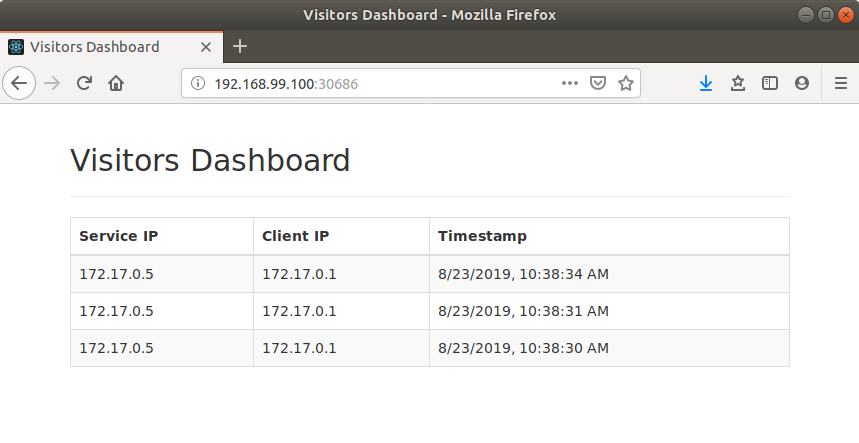 Visitors Dashboard - Mozilla Firefox
Visitors Dashboard
192.168.99.100:30686
Visitors Dashboard
Service IP Client IP Timestamp
172.17.0.5 172.17.0.1 8/23/2019, 10:38:34 AM
172.17.0.5 172.17.0.1 8/23/2019, 10:38:31 AM
172.17.0.5 172.17.0.1 8/23/2019, 10:38:30 AM